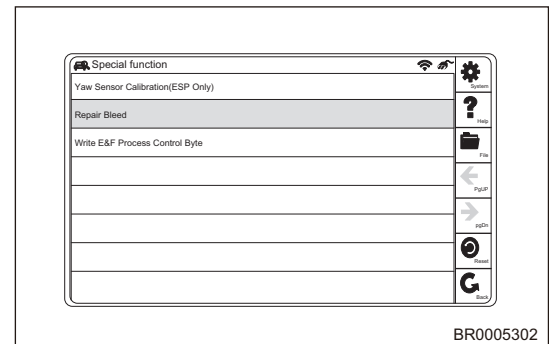 Special function
System
Yaw Sensor Calibration(ESP Only)
Repair Bleed
Help
Write E&F Process Control Byte
File
PgUP
pgDn
Reset
Back
BR0005302